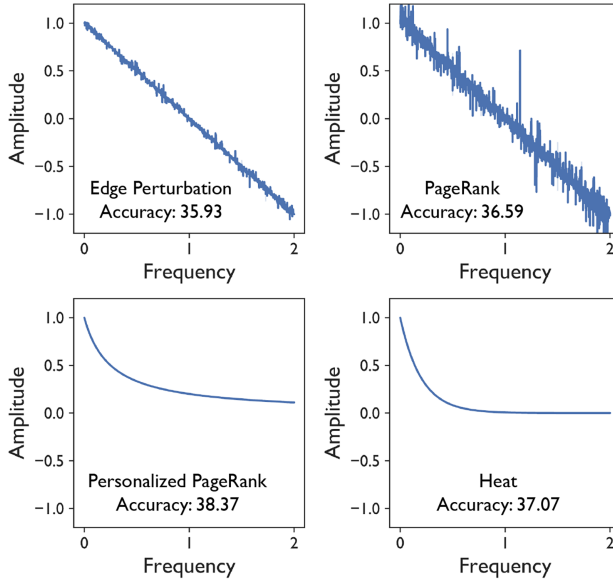 1.0
0.5
0.0
−0.5
−1.0
Amplitude
Edge Perturbation
Accuracy: 35.93
0 1 2
Frequency
1.0
0.5
0.0
−0.5
−1.0
Amplitude
PageRank
Accuracy: 36.59
0 1 2
Frequency
1.0
0.5
0.0
−0.5
−1.0
Amplitude
Personalized PageRank
Accuracy: 38.37
0 1 2
Frequency
1.0
0.5
0.0
−0.5
−1.0
Amplitude
Heat
Accuracy: 37.07
0 1 2
Frequency